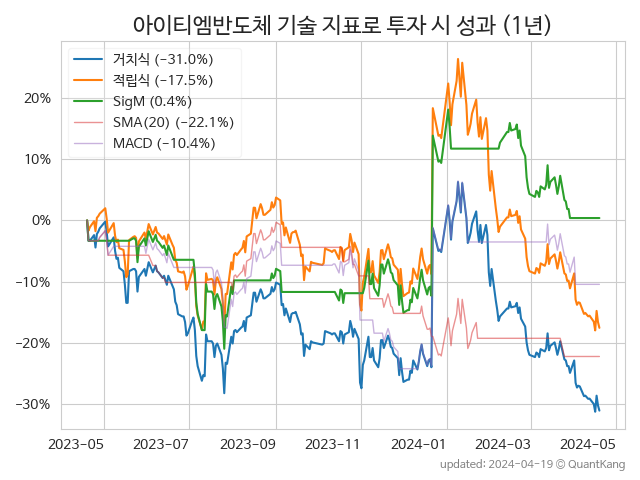 아이티엠반도체 기술 지표로 투자 시 성과 (1년)
거치식 (−31.0%)
적립식 (−17.5%)
SigM (0.4%)
SMA(20) (−22.1%)
MACD (−10.4%)
20%
10%
0%
−10%
−20%
−30%
2023−05 2023−07 2023−09 2023−11 2024−01 2024−03 2024−05
updated: 2024−04−19 © QuantKang